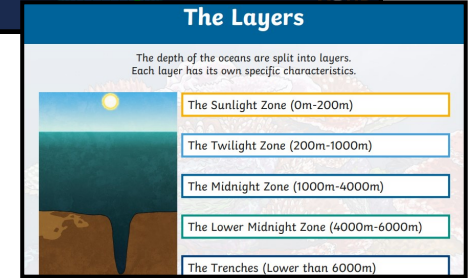 The Layers
The depth of the oceans are split into layers.
Each layer has its own specific characteristics.
The Sunlight Zone (0m-200m)
The Twilight Zone (200m-1000m)
The Midnight Zone (1000m-4000m)
The Lower Midnight Zone (4000m-6000m)
The Trenches (Lower than 6000m)